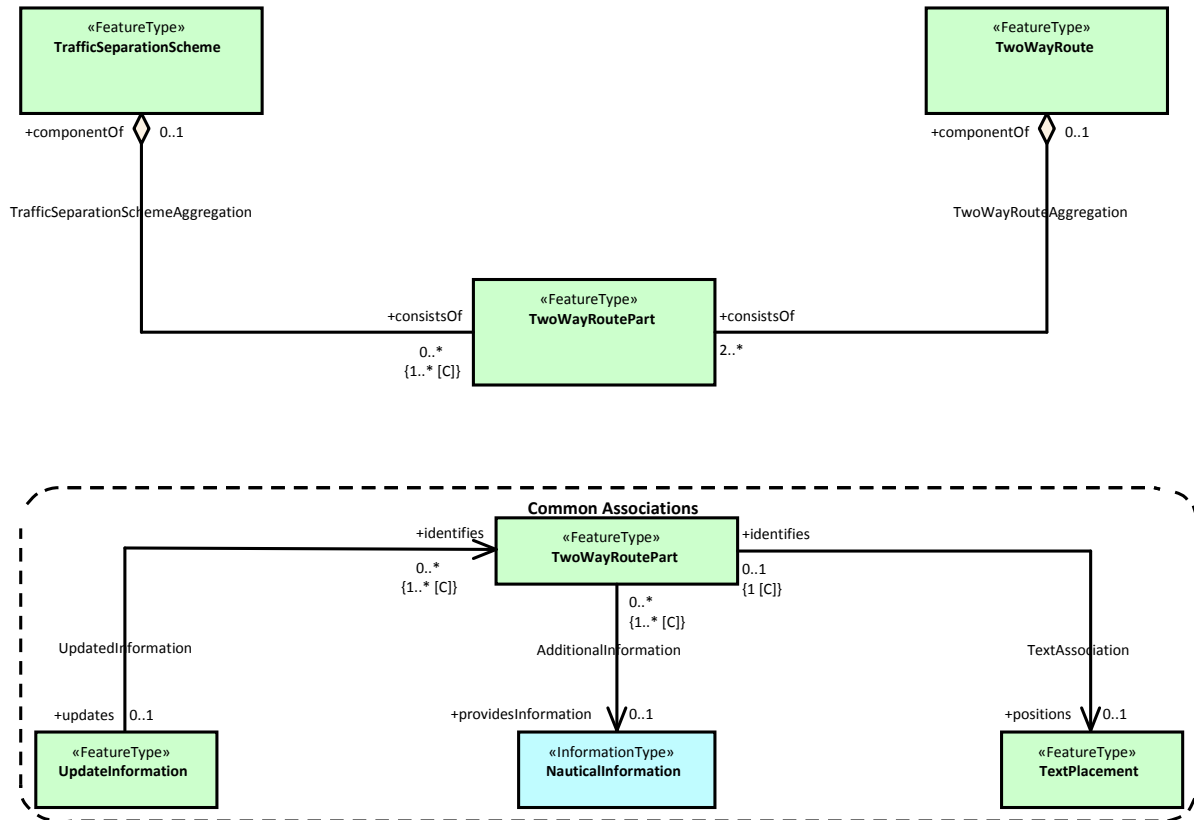 «FeatureType»
TrafficSeparationScheme
«FeatureType»
TwoWayRoute
+componentOf
0..1
+componentOf
0..1
TrafficSeparationSchemeAggregation
TwoWayRouteAggregation
«FeatureType»
TwoWayRoutePart
+consistsOf
0..*
{1..* [C]}
+consistsOf
2..*
Common Associations
«FeatureType»
TwoWayRoutePart
+identifies
0..*
{1..* [C]}
+identifies
0..1
{1 [C]}
0..*
{1..* [C]}
UpdatedInformation
AdditionalInformation
TextAssociation
+updates
0..1
+providesInformation
0..1
+positions
0..1
«FeatureType»
UpdateInformation
«InformationType»
NauticalInformation
«FeatureType»
TextPlacement